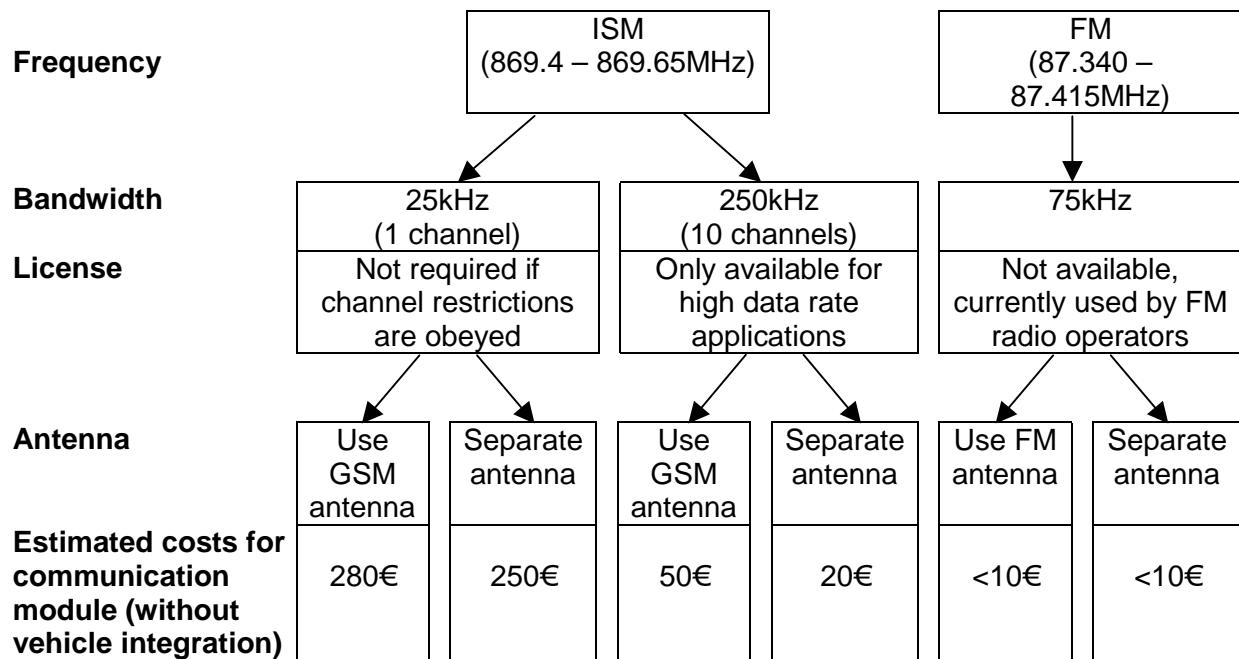 Frequency
ISM
(869.4 – 869.65MHz)
FM
(87.340 –
87.415MHz)
Bandwidth
25kHz
(1 channel)
250kHz
(10 channels)
75kHz
License
Not required if
channel restrictions
are obeyed
Only available for
high data rate
applications
Not available,
currently used by FM
radio operators
Antenna
Use
GSM
antenna
Separate
antenna
Use
GSM
antenna
Separate
antenna
Use FM
antenna
Separate
antenna
Estimated costs for
communication
module (without
vehicle integration)
280€
250€
50€
20€
<10€
<10€